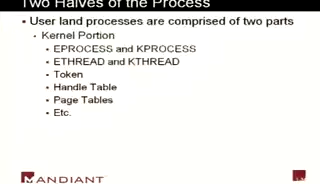 Two Halves of the Process
User land processes are comprised of two parts
Kernel Portion
EPROCESS and KPROCESS
ETHREAD and KTHREAD
Token
Handle Table
Page Tables
Etc.
MANDIANT